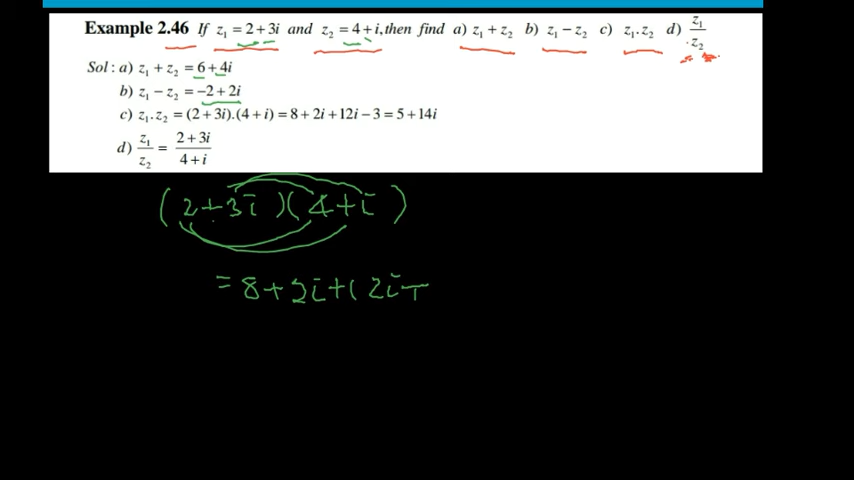 Example 2.46 If z₁ = 2 + 3i and z₂ = 4 + i, then find a) z₁ + z₂ b) z₁ − z₂ c) z₁.z₂ d) z₁/z₂
Sol : a) z₁ + z₂ = 6 + 4i
b) z₁ − z₂ = −2 + 2i
c) z₁.z₂ = (2 + 3i).(4 + i) = 8 + 2i + 12i − 3 = 5 + 14i
d) z₁/z₂ = (2 + 3i)/(4 + i)
(2+3i)(4+i)
=8+2i+12i+